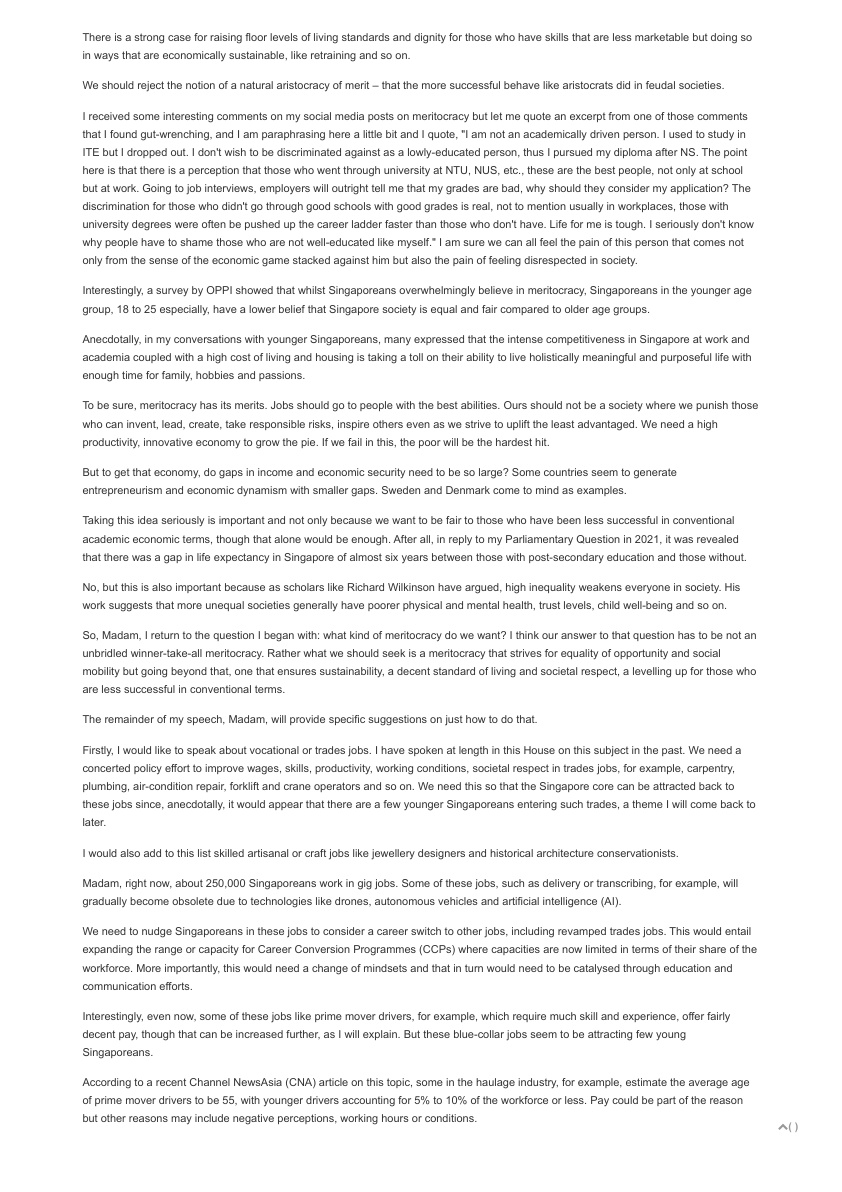 There is a strong case for raising floor levels of living standards and dignity for those who have skills that are less marketable but doing so
in ways that are economically sustainable, like retraining and so on.
We should reject the notion of a natural aristocracy of merit – that the more successful behave like aristocrats did in feudal societies.
I received some interesting comments on my social media posts on meritocracy but let me quote an excerpt from one of those comments
that I found gut-wrenching, and I am paraphrasing here a little bit and I quote, "I am not an academically driven person. I used to study in
ITE but I dropped out. I don't wish to be discriminated against as a lowly-educated person, thus I pursued my diploma after NS. The point
here is that there is a perception that those who went through university at NTU, NUS, etc., these are the best people, not only at school
but at work. Going to job interviews, employers will outright tell me that my grades are bad, why should they consider my application? The
discrimination for those who didn't go through good schools with good grades is real, not to mention usually in workplaces, those with
university degrees were often be pushed up the career ladder faster than those who don't have. Life for me is tough. I seriously don't know
why people have to shame those who are not well-educated like myself." I am sure we can all feel the pain of this person that comes not
only from the sense of the economic game stacked against him but also the pain of feeling disrespected in society.
Interestingly, a survey by OPPI showed that whilst Singaporeans overwhelmingly believe in meritocracy, Singaporeans in the younger age
group, 18 to 25 especially, have a lower belief that Singapore society is equal and fair compared to older age groups.
Anecdotally, in my conversations with younger Singaporeans, many expressed that the intense competitiveness in Singapore at work and
academia coupled with a high cost of living and housing is taking a toll on their ability to live holistically meaningful and purposeful life with
enough time for family, hobbies and passions.
To be sure, meritocracy has its merits. Jobs should go to people with the best abilities. Ours should not be a society where we punish those
who can invent, lead, create, take responsible risks, inspire others even as we strive to uplift the least advantaged. We need a high
productivity, innovative economy to grow the pie. If we fail in this, the poor will be the hardest hit.
But to get that economy, do gaps in income and economic security need to be so large? Some countries seem to generate
entrepreneurism and economic dynamism with smaller gaps. Sweden and Denmark come to mind as examples.
Taking this idea seriously is important and not only because we want to be fair to those who have been less successful in conventional
academic economic terms, though that alone would be enough. After all, in reply to my Parliamentary Question in 2021, it was revealed
that there was a gap in life expectancy in Singapore of almost six years between those with post-secondary education and those without.
No, but this is also important because as scholars like Richard Wilkinson have argued, high inequality weakens everyone in society. His
work suggests that more unequal societies generally have poorer physical and mental health, trust levels, child well-being and so on.
So, Madam, I return to the question I began with: what kind of meritocracy do we want? I think our answer to that question has to be not an
unbridled winner-take-all meritocracy. Rather what we should seek is a meritocracy that strives for equality of opportunity and social
mobility but going beyond that, one that ensures sustainability, a decent standard of living and societal respect, a levelling up for those who
are less successful in conventional terms.
The remainder of my speech, Madam, will provide specific suggestions on just how to do that.
Firstly, I would like to speak about vocational or trades jobs. I have spoken at length in this House on this subject in the past. We need a
concerted policy effort to improve wages, skills, productivity, working conditions, societal respect in trades jobs, for example, carpentry,
plumbing, air-condition repair, forklift and crane operators and so on. We need this so that the Singapore core can be attracted back to
these jobs since, anecdotally, it would appear that there are a few younger Singaporeans entering such trades, a theme I will come back to
later.
I would also add to this list skilled artisanal or craft jobs like jewellery designers and historical architecture conservationists.
Madam, right now, about 250,000 Singaporeans work in gig jobs. Some of these jobs, such as delivery or transcribing, for example, will
gradually become obsolete due to technologies like drones, autonomous vehicles and artificial intelligence (AI).
We need to nudge Singaporeans in these jobs to consider a career switch to other jobs, including revamped trades jobs. This would entail
expanding the range or capacity for Career Conversion Programmes (CCPs) where capacities are now limited in terms of their share of the
workforce. More importantly, this would need a change of mindsets and that in turn would need to be catalysed through education and
communication efforts.
Interestingly, even now, some of these jobs like prime mover drivers, for example, which require much skill and experience, offer fairly
decent pay, though that can be increased further, as I will explain. But these blue-collar jobs seem to be attracting few young
Singaporeans.
According to a recent Channel NewsAsia (CNA) article on this topic, some in the haulage industry, for example, estimate the average age
of prime mover drivers to be 55, with younger drivers accounting for 5% to 10% of the workforce or less. Pay could be part of the reason
but other reasons may include negative perceptions, working hours or conditions.
( )